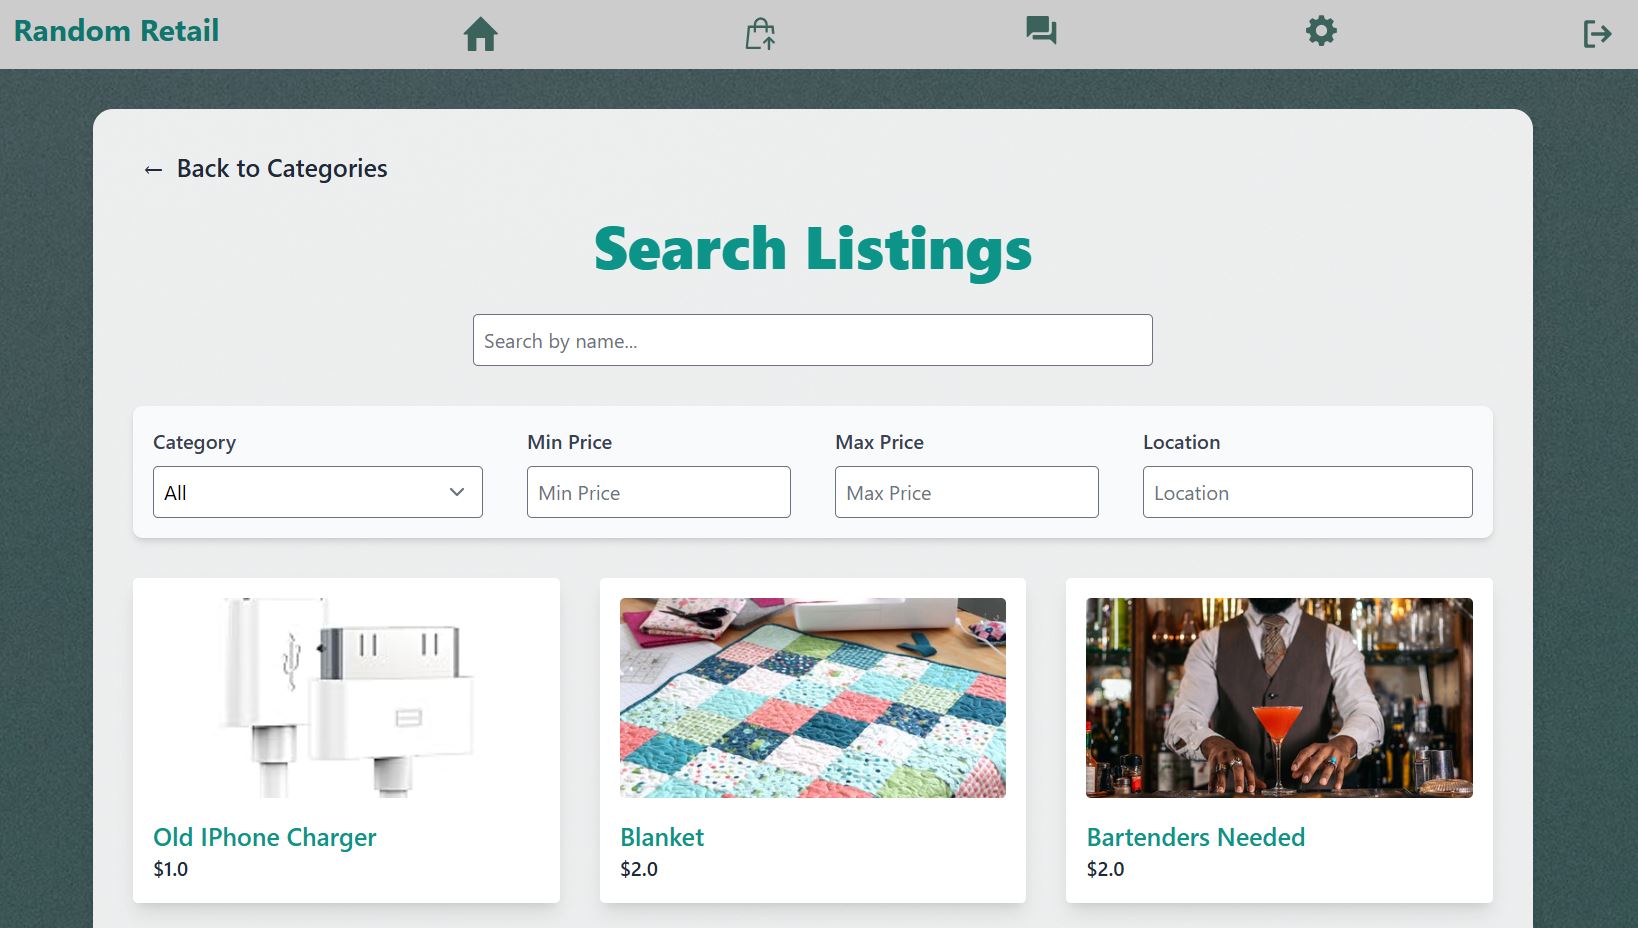 Random Retail
← Back to Categories
Search Listings
Search by name...
Category
Min Price
Max Price
Location
All
Min Price
Max Price
Location
Old IPhone Charger
$1.0
Blanket
$2.0
Bartenders Needed
$2.0